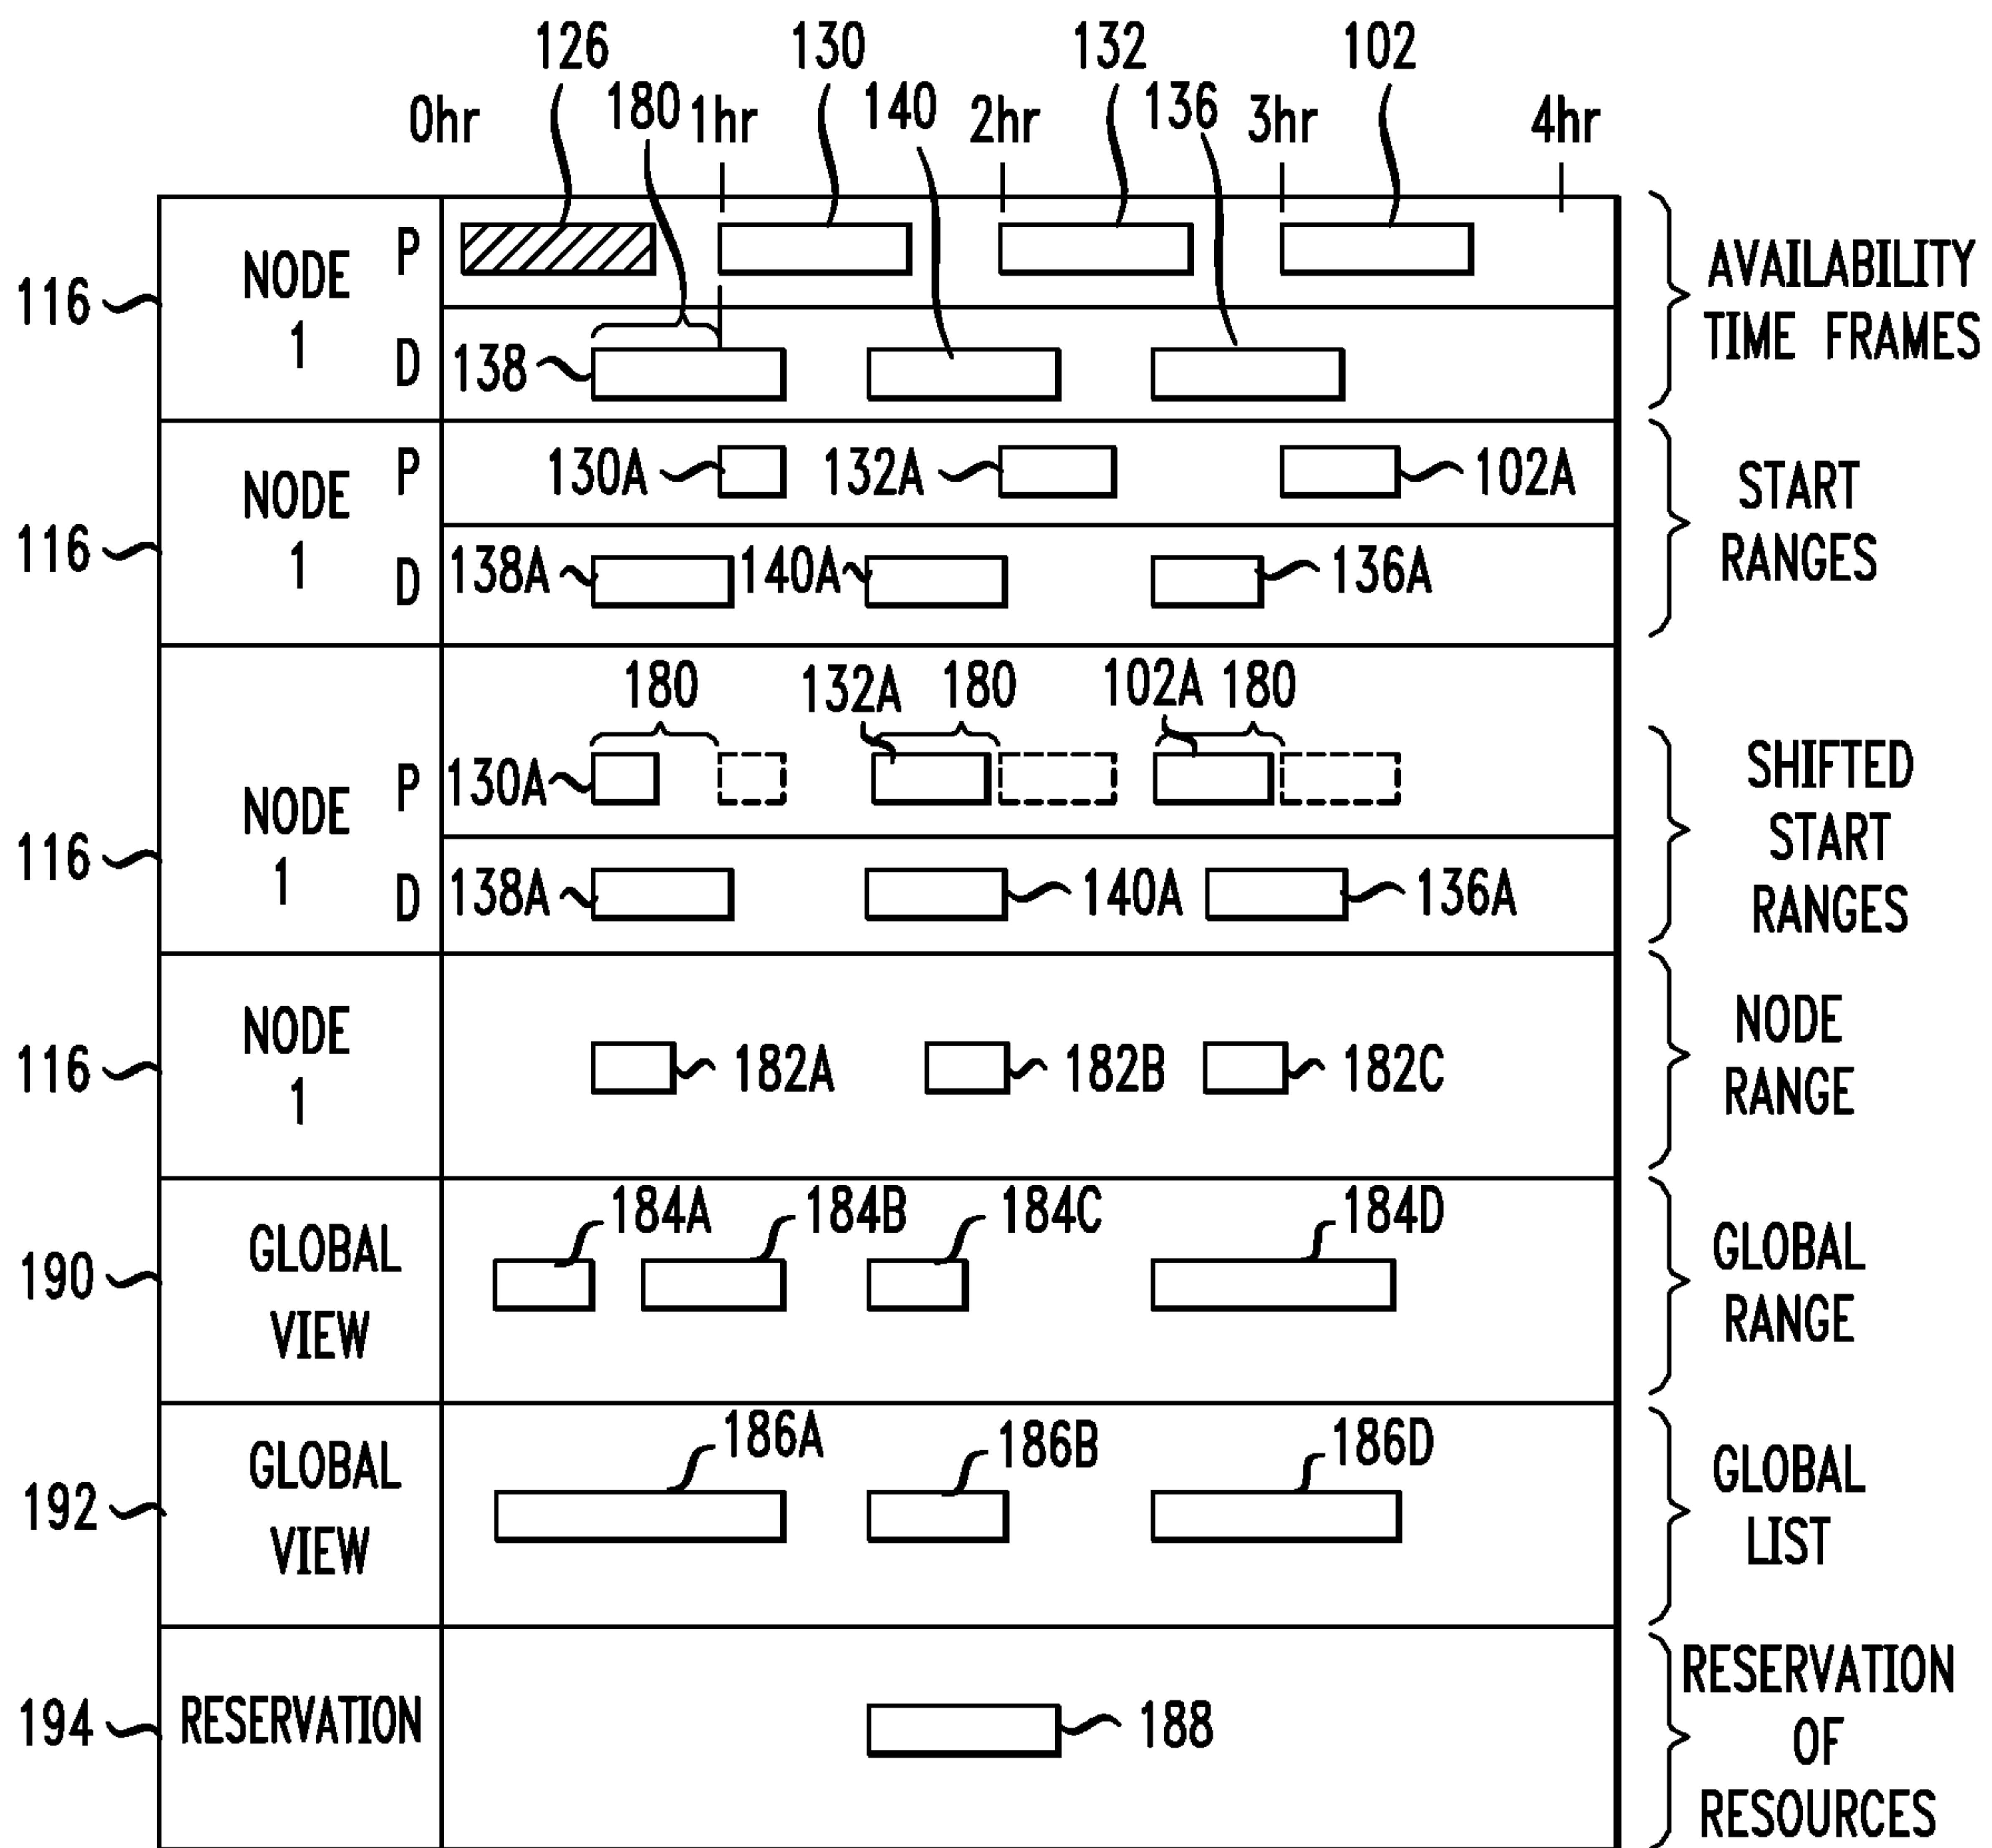 126 130 132 102
0hr 180 1hr 140 2hr 136 3hr 4hr
116 NODE 1 P D 138 AVAILABILITY
TIME FRAMES
116 NODE 1 P 130A 132A 102A START
RANGES
D 138A 140A 136A
180 132A 180 102A 180
116 NODE 1 P 130A SHIFTED
START
RANGES
D 138A 140A 136A
116 NODE 1 182A 182B 182C NODE
RANGE
184A 184B 184C 184D
190 GLOBAL
VIEW
GLOBAL
RANGE
186A 186B 186D
192 GLOBAL
VIEW
GLOBAL
LIST
194 RESERVATION 188 RESERVATION
OF
RESOURCES